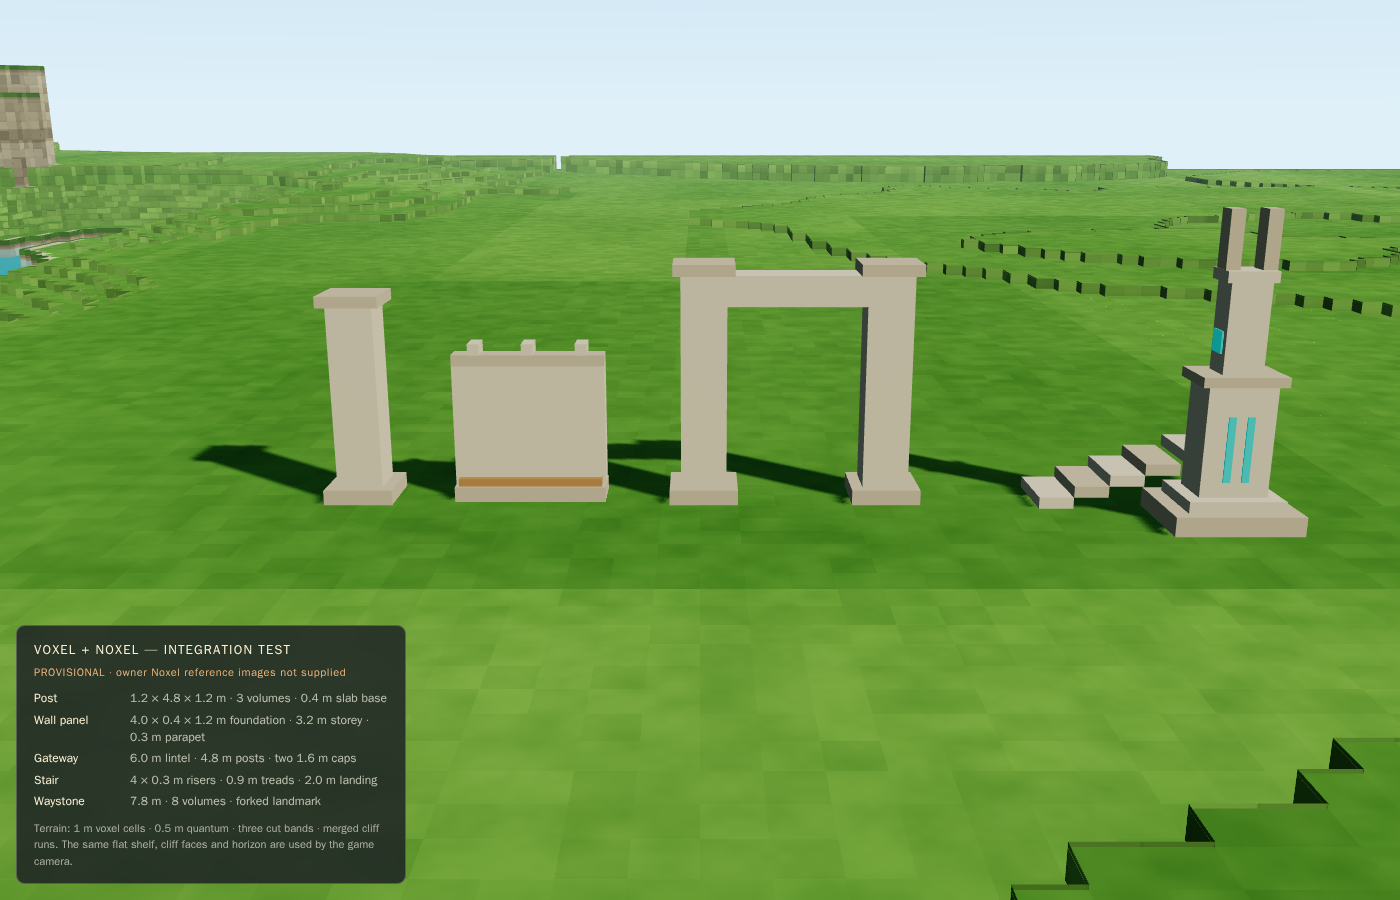 VOXEL + NOXEL — INTEGRATION TEST
PROVISIONAL · owner Noxel reference images not supplied
Post 1.2 × 4.8 × 1.2 m · 3 volumes · 0.4 m slab base
Wall panel 4.0 × 0.4 × 1.2 m foundation · 3.2 m storey ·
0.3 m parapet
Gateway 6.0 m lintel · 4.8 m posts · two 1.6 m caps
Stair 4 × 0.3 m risers · 0.9 m treads · 2.0 m landing
Waystone 7.8 m · 8 volumes · forked landmark
Terrain: 1 m voxel cells · 0.5 m quantum · three cut bands · merged cliff
runs. The same flat shelf, cliff faces and horizon are used by the game
camera.